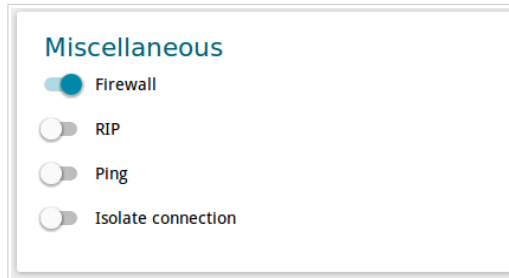 Miscellaneous
Firewall
RIP
Ping
Isolate connection